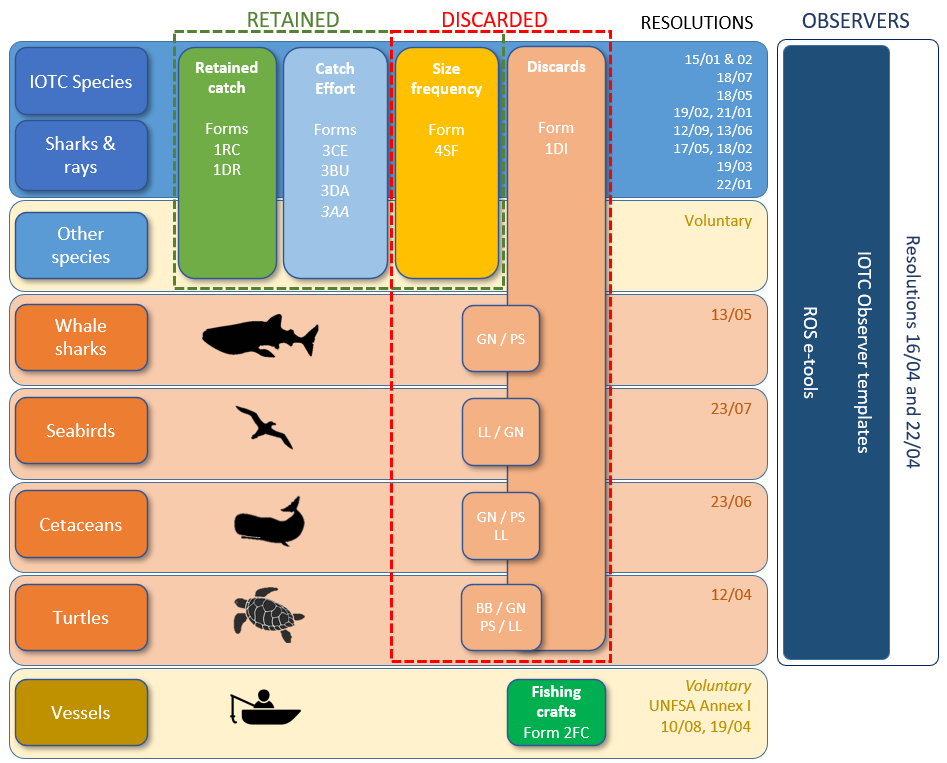 RETAINED
DISCARDED
RESOLUTIONS
OBSERVERS
IOTC Species
Sharks &
rays
Retained
catch
Forms
1RC
1DR
Catch
Effort
Forms
3CE
3BU
3DA
3AA
Size
frequency
Form
4SF
Discards
Form
1DI
15/01 & 02
18/07
18/05
19/02, 21/01
12/09, 13/06
17/05, 18/02
19/03
22/01
Other
species
Voluntary
Whale
sharks
GN / PS
13/05
Seabirds
LL / GN
23/07
Cetaceans
GN / PS
LL
23/06
Turtles
BB / GN
PS / LL
12/04
Vessels
Fishing
crafts
Form 2FC
Voluntary
UNFSA Annex I
10/08, 19/04
Resolutions 16/04 and 22/04
IOTC Observer templates
ROS e-tools